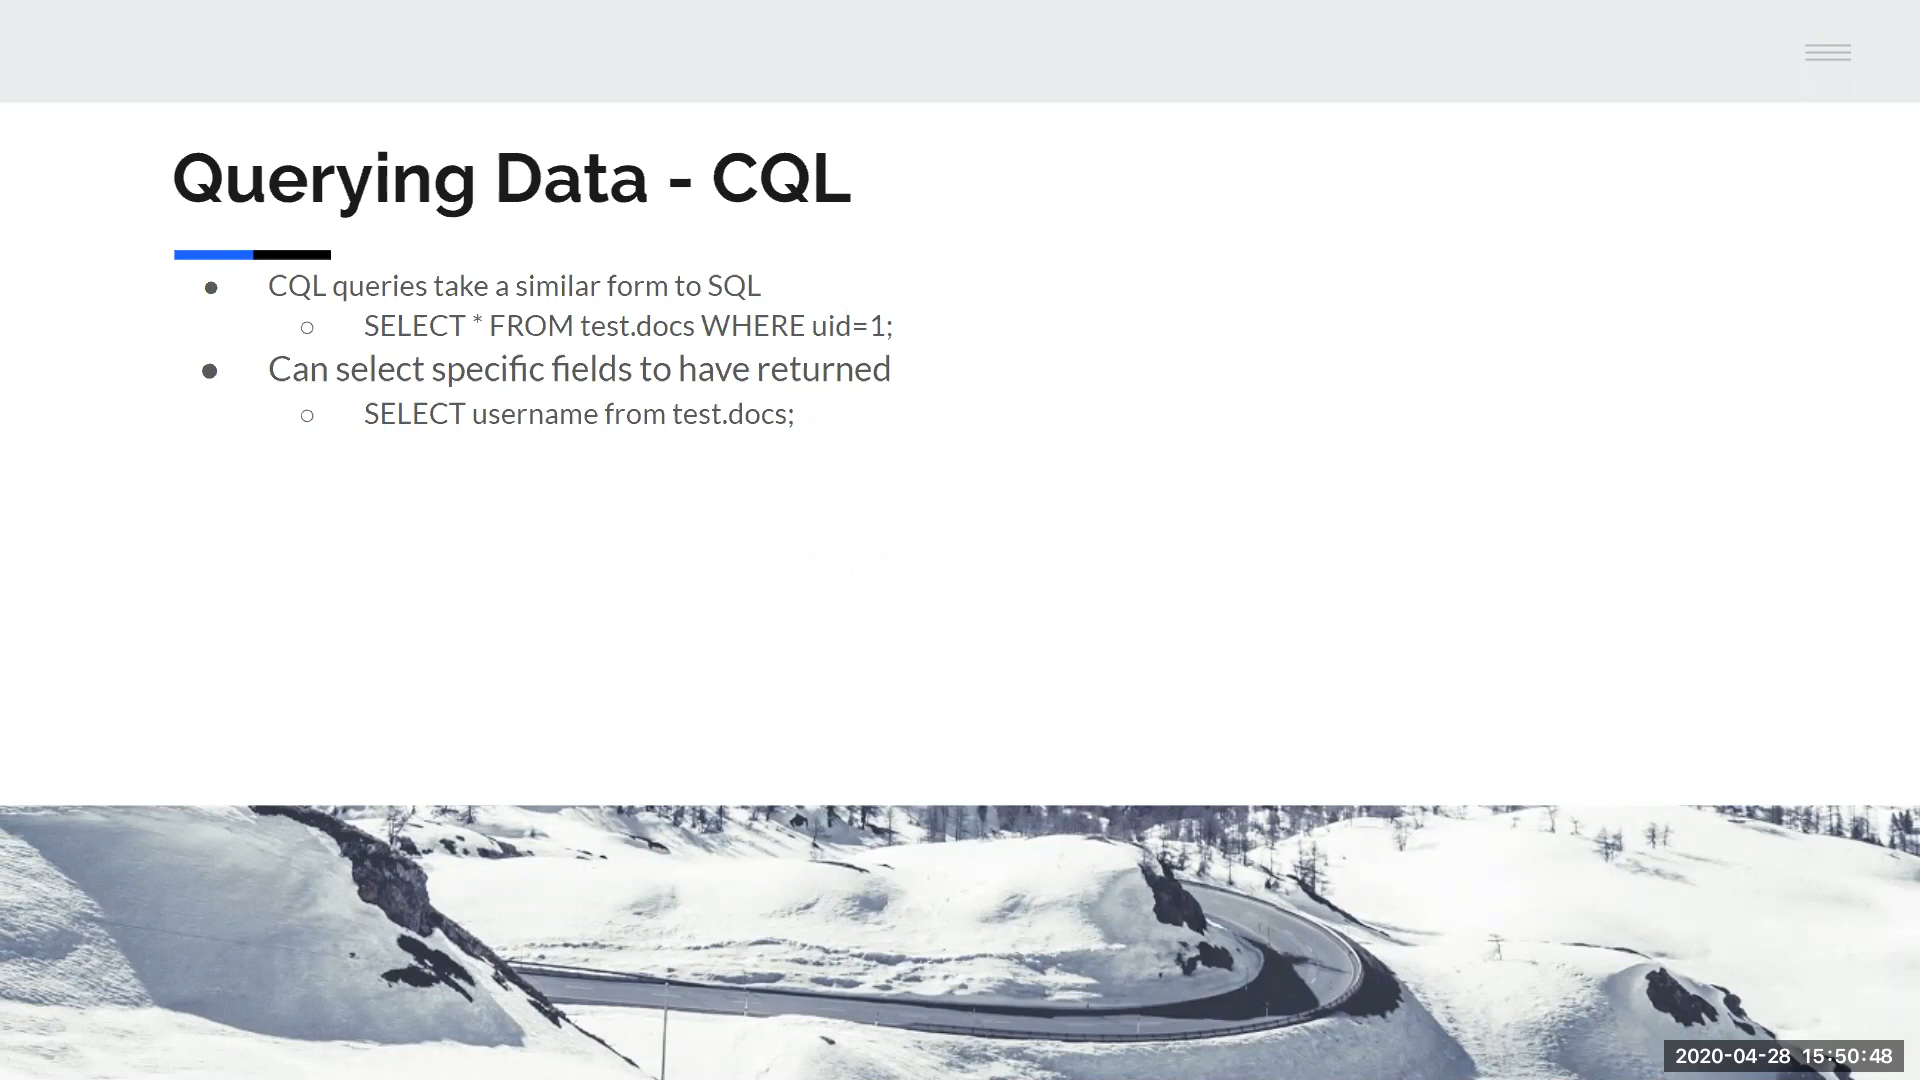 Querying Data - CQL
● CQL queries take a similar form to SQL
○ SELECT * FROM test.docs WHERE uid=1;
● Can select specific fields to have returned
○ SELECT username from test.docs;
2020-04-28 15:50:48